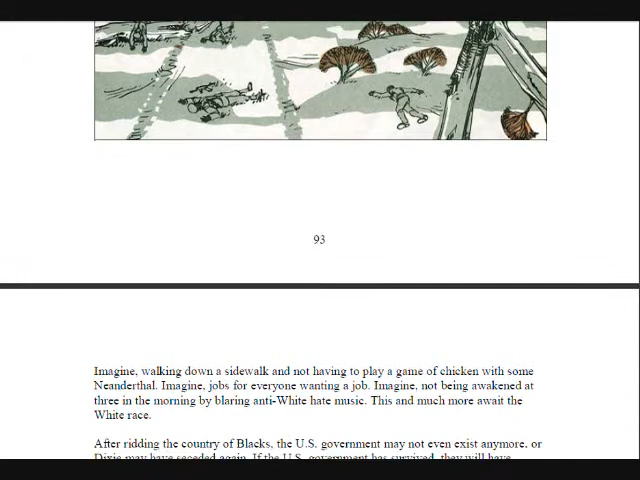 93
Imagine, walking down a sidewalk and not having to play a game of chicken with some
Neanderthal. Imagine, jobs for everyone wanting a job. Imagine, not being awakened at
three in the morning by blaring anti-White hate music. This and much more await the
White race.
After ridding the country of Blacks, the U.S. government may not even exist anymore. or
Dixie may have seceded again. If the U.S. government has survived, they will have